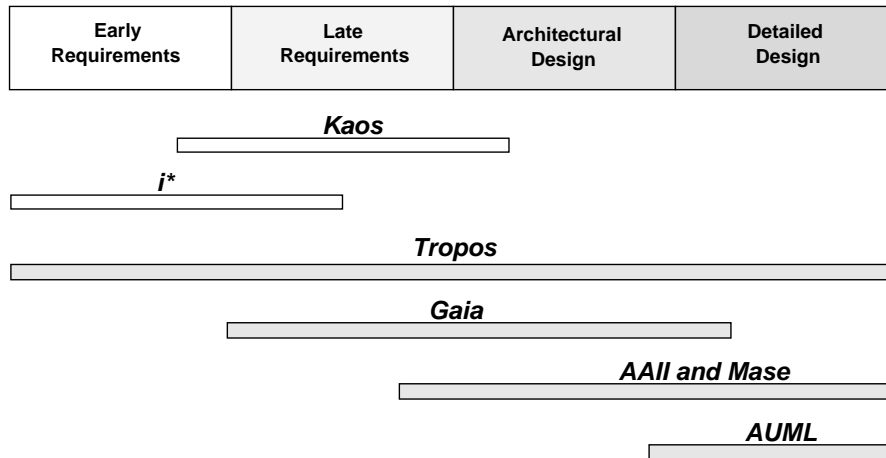 Early
Requirements
Late
Requirements
Architectural
Design
Detailed
Design
Kaos
i*
Tropos
Gaia
AAII and Mase
AUML